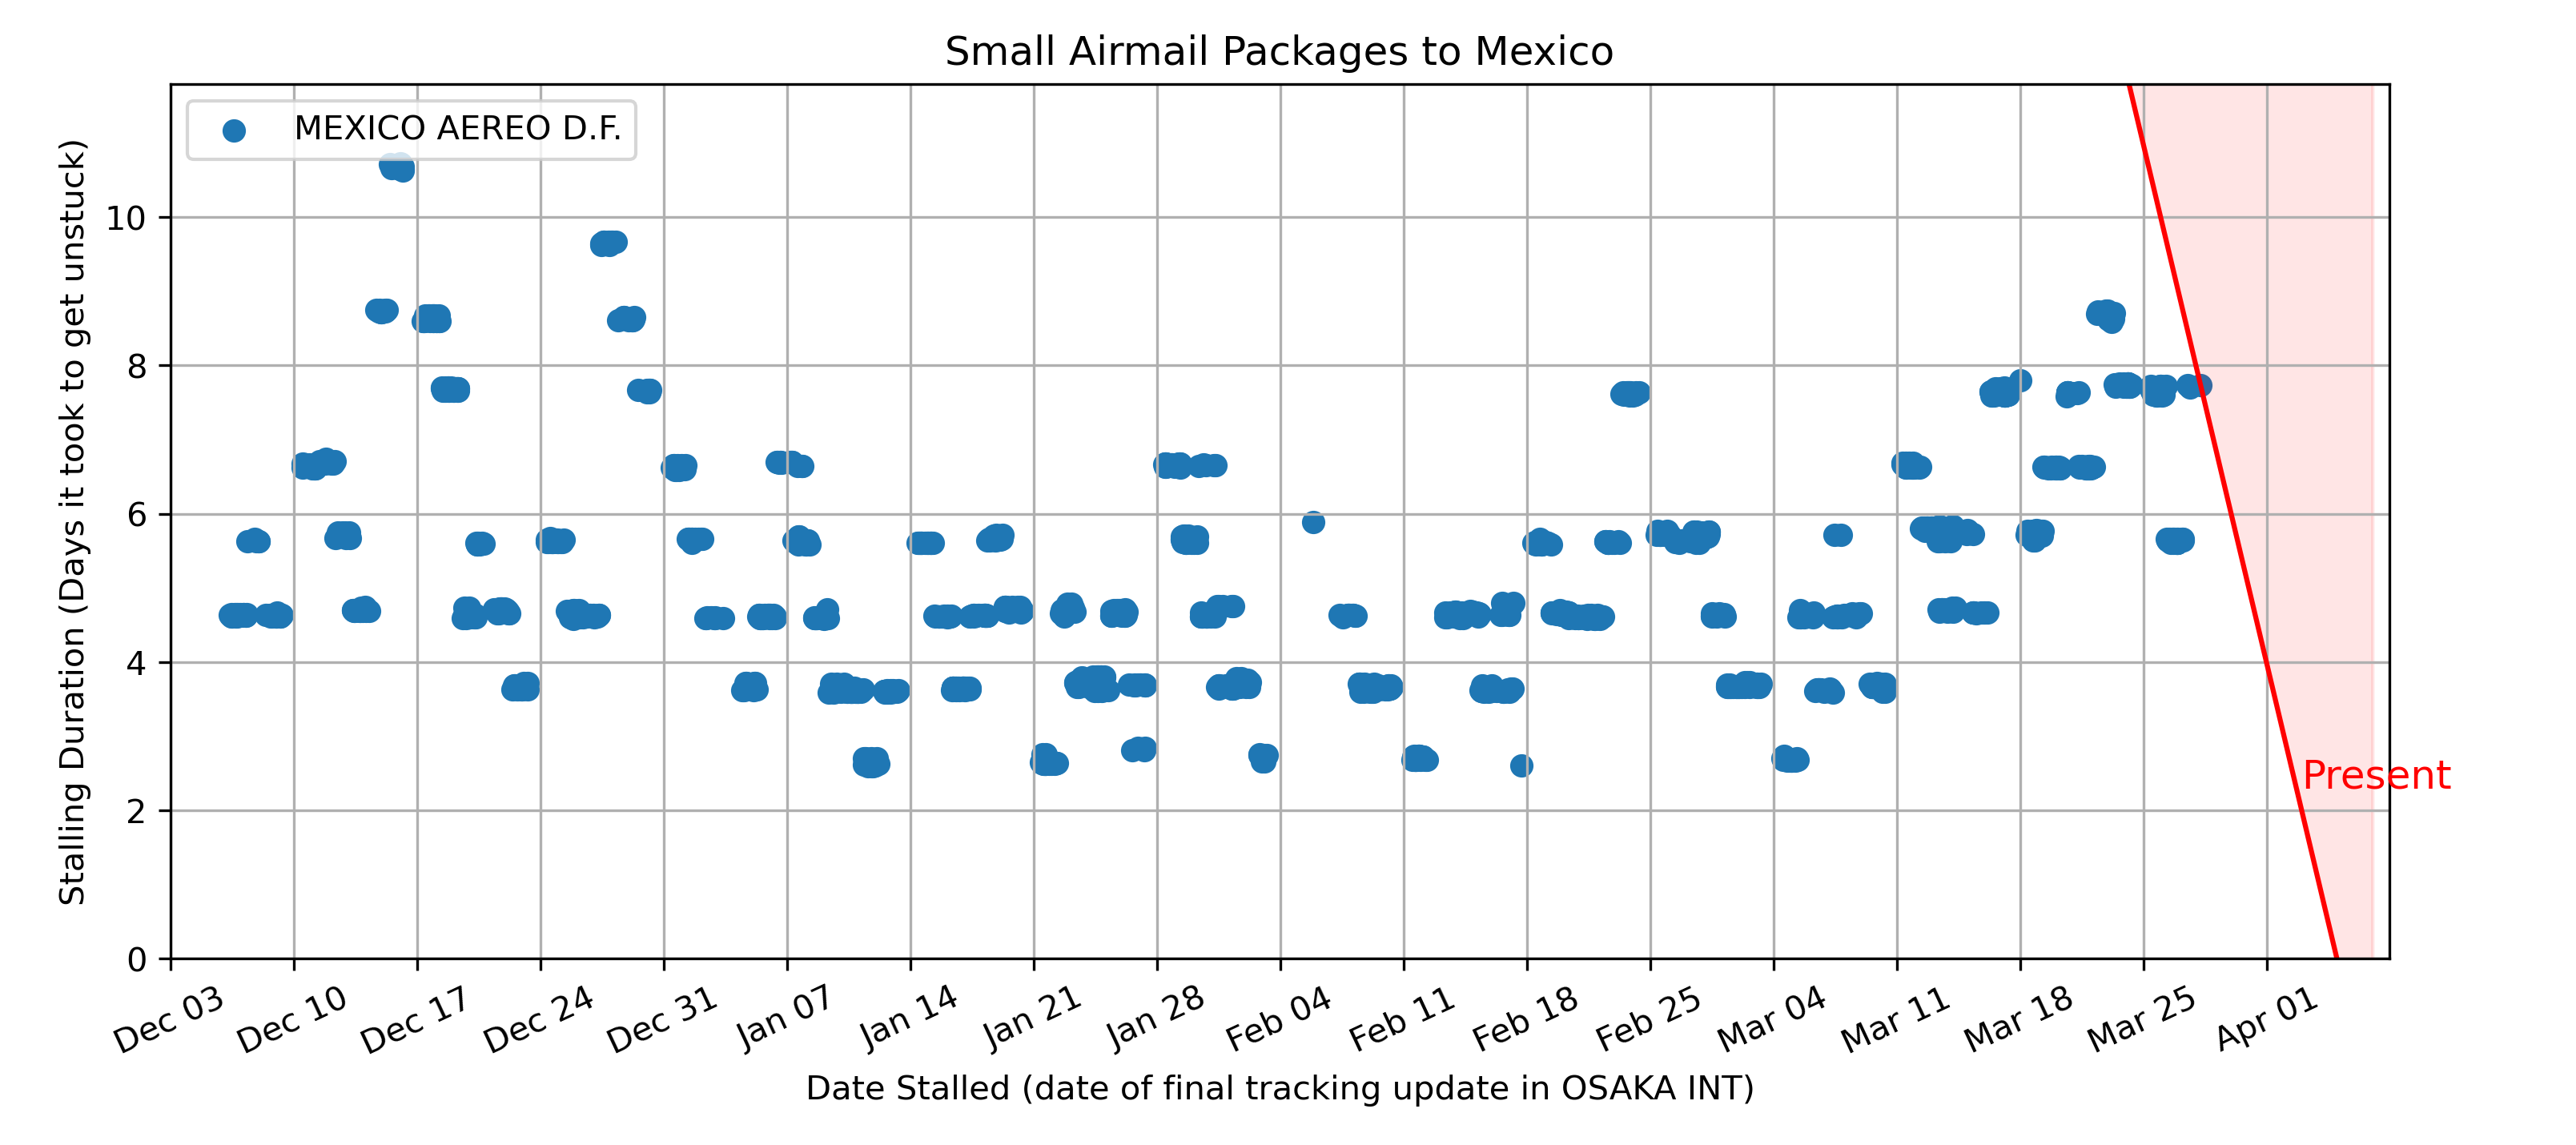 Small Airmail Packages to Mexico
MEXICO AEREO D.F.
Stalling Duration (Days it took to get unstuck)
10
8
6
4
2
0
Present
Dec 03
Dec 10
Dec 17
Dec 24
Dec 31
Jan 07
Jan 14
Jan 21
Jan 28
Feb 04
Feb 11
Feb 18
Feb 25
Mar 04
Mar 11
Mar 18
Mar 25
Apr 01
Date Stalled (date of final tracking update in OSAKA INT)